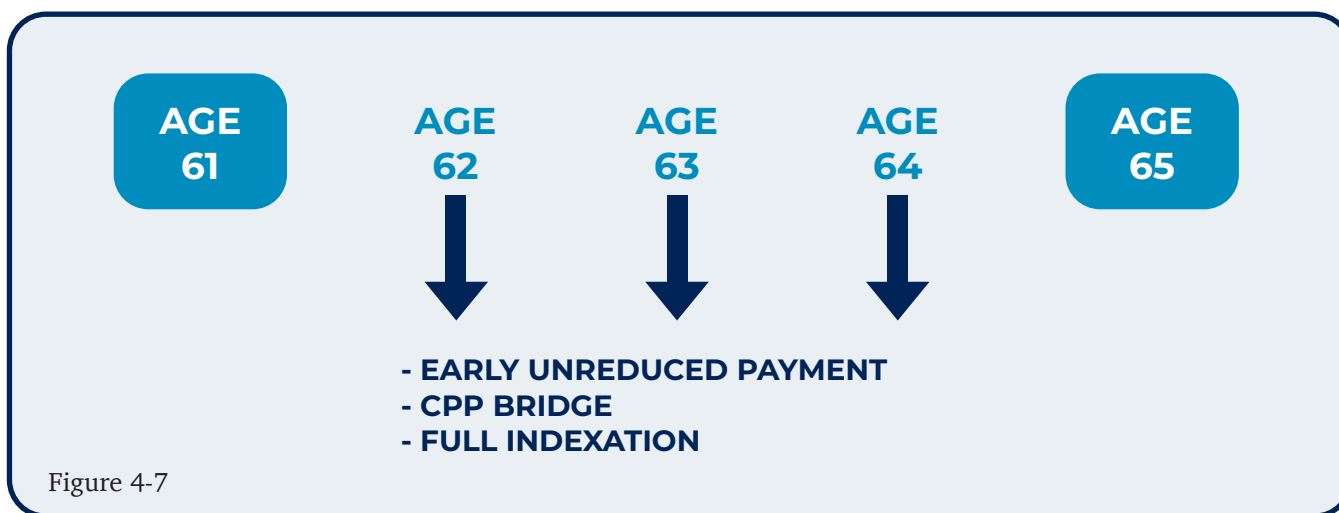 AGE
61
AGE
62
AGE
63
AGE
64
AGE
65
- EARLY UNREDUCED PAYMENT
- CPP BRIDGE
- FULL INDEXATION
Figure 4-7